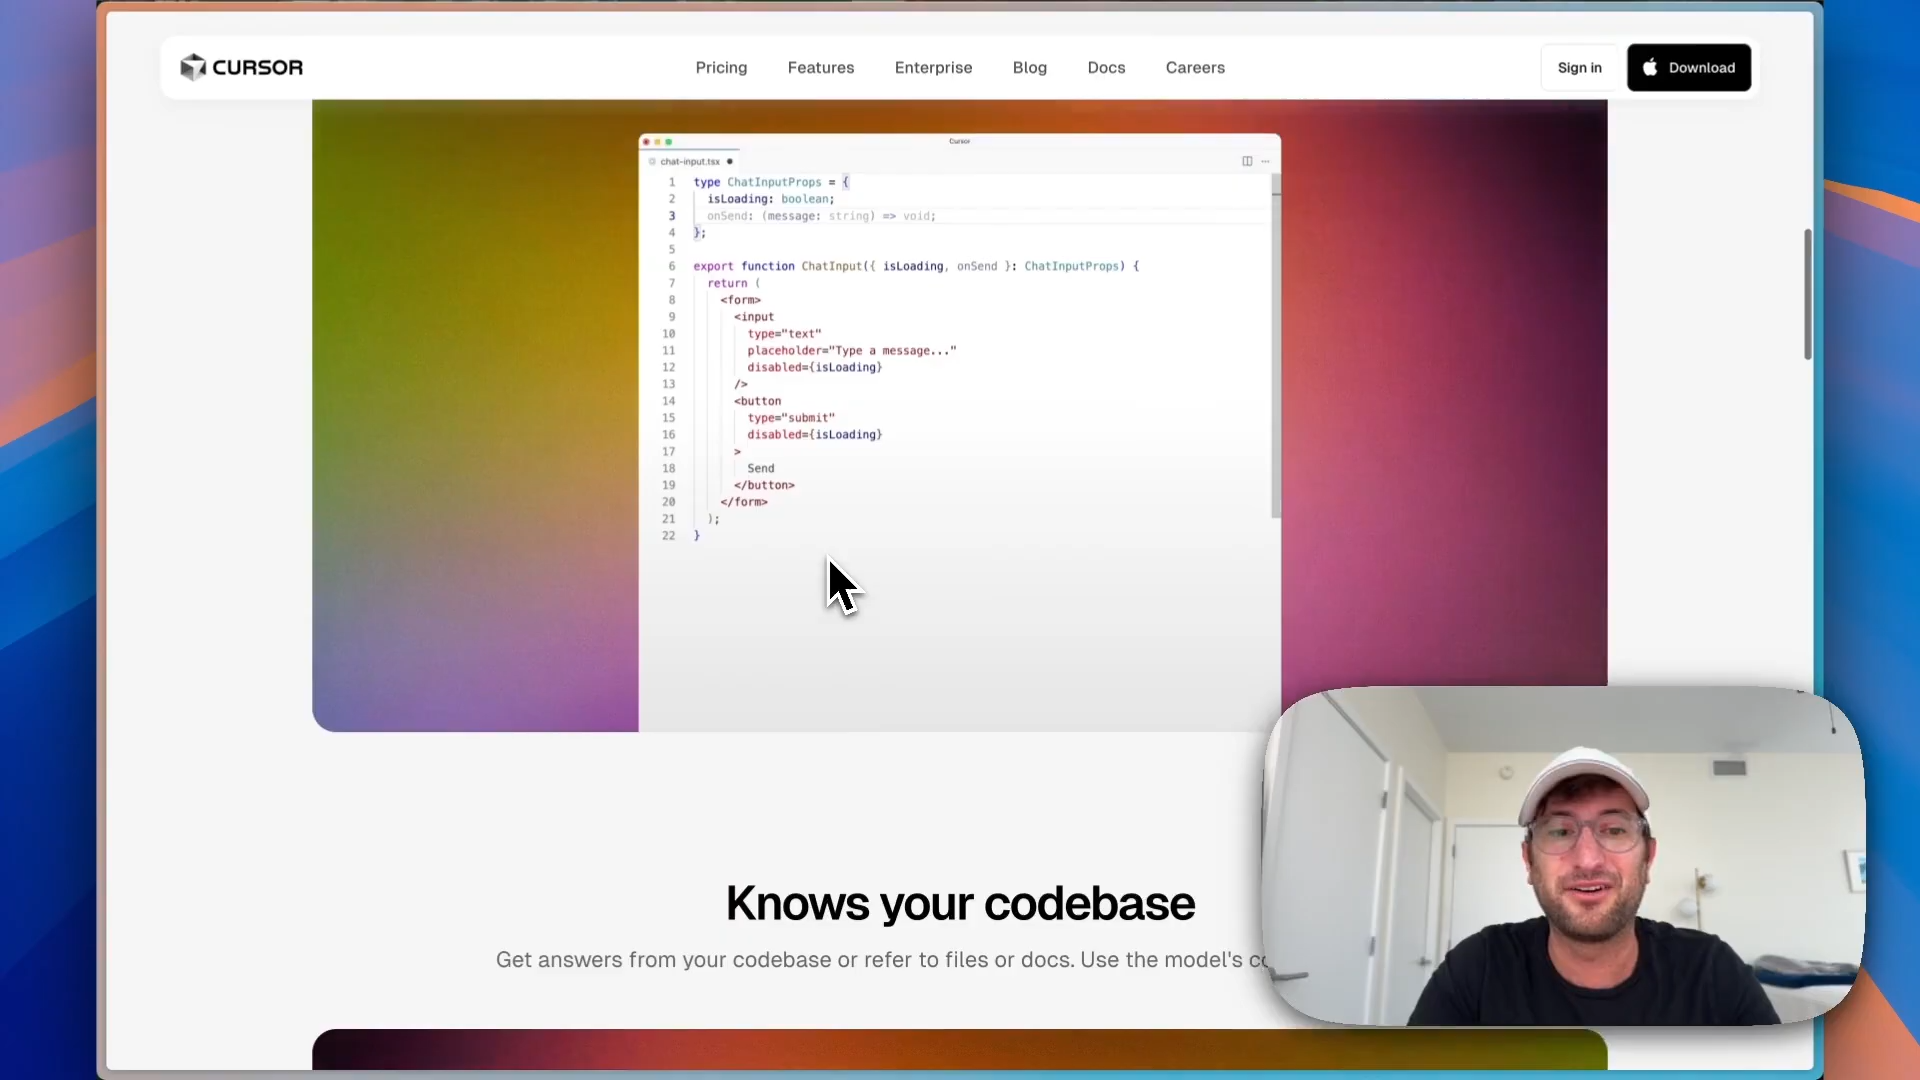 CURSOR
Pricing
Features
Enterprise
Blog
Docs
Careers
Sign in
Download
Cursor
chat-input.tsx
1 type ChatInputProps = {
2 isLoading: boolean;
3 onSend: (message: string) => void;
4 };
5
6 export function ChatInput({ isLoading, onSend }: ChatInputProps) {
7 return (
8 <form>
9 <input
10 type="text"
11 placeholder="Type a message..."
12 disabled={isLoading}
13 />
14 <button
15 type="submit"
16 disabled={isLoading}
17 >
18 Send
19 </button>
20 </form>
21 );
22 }
Knows your codebase
Get answers from your codebase or refer to files or docs. Use the model's